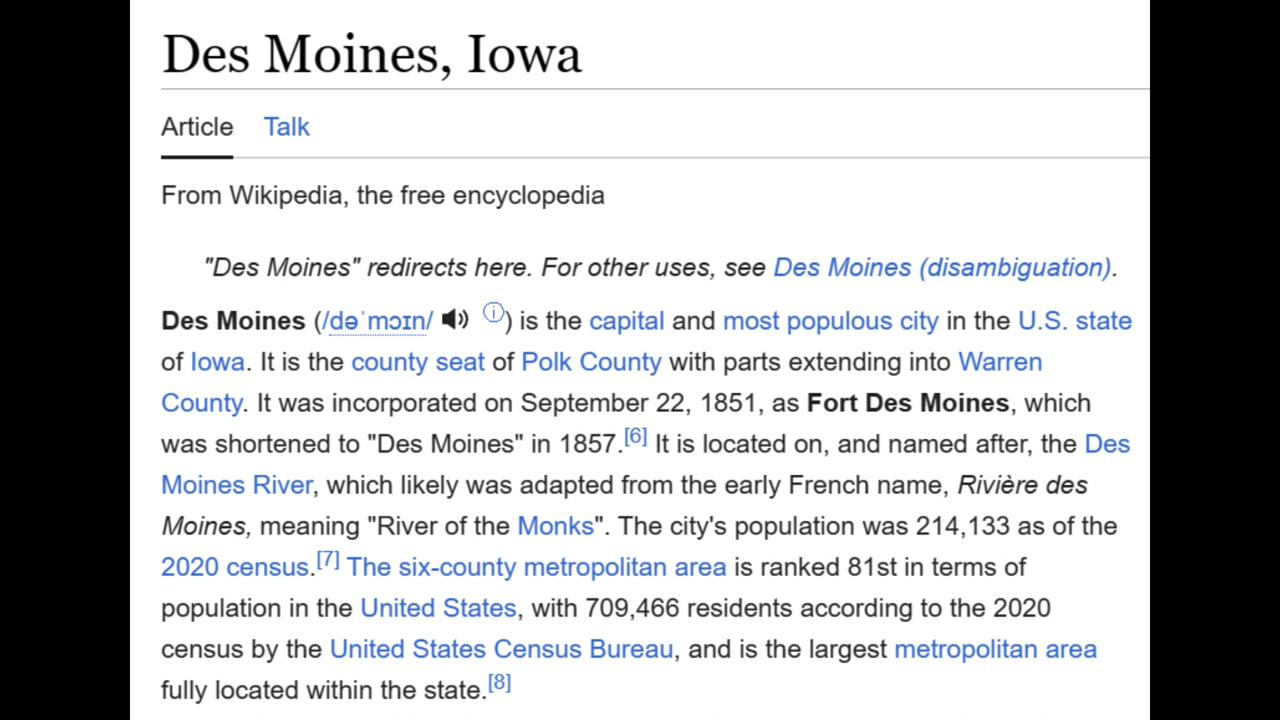 Des Moines, Iowa
Article Talk
From Wikipedia, the free encyclopedia
"Des Moines" redirects here. For other uses, see Des Moines (disambiguation).
Des Moines (/dəˈmɔɪn/ ⓘ) is the capital and most populous city in the U.S. state
of Iowa. It is the county seat of Polk County with parts extending into Warren
County. It was incorporated on September 22, 1851, as Fort Des Moines, which
was shortened to "Des Moines" in 1857.[6] It is located on, and named after, the Des
Moines River, which likely was adapted from the early French name, Rivière des
Moines, meaning "River of the Monks". The city's population was 214,133 as of the
2020 census.[7] The six-county metropolitan area is ranked 81st in terms of
population in the United States, with 709,466 residents according to the 2020
census by the United States Census Bureau, and is the largest metropolitan area
fully located within the state.[8]